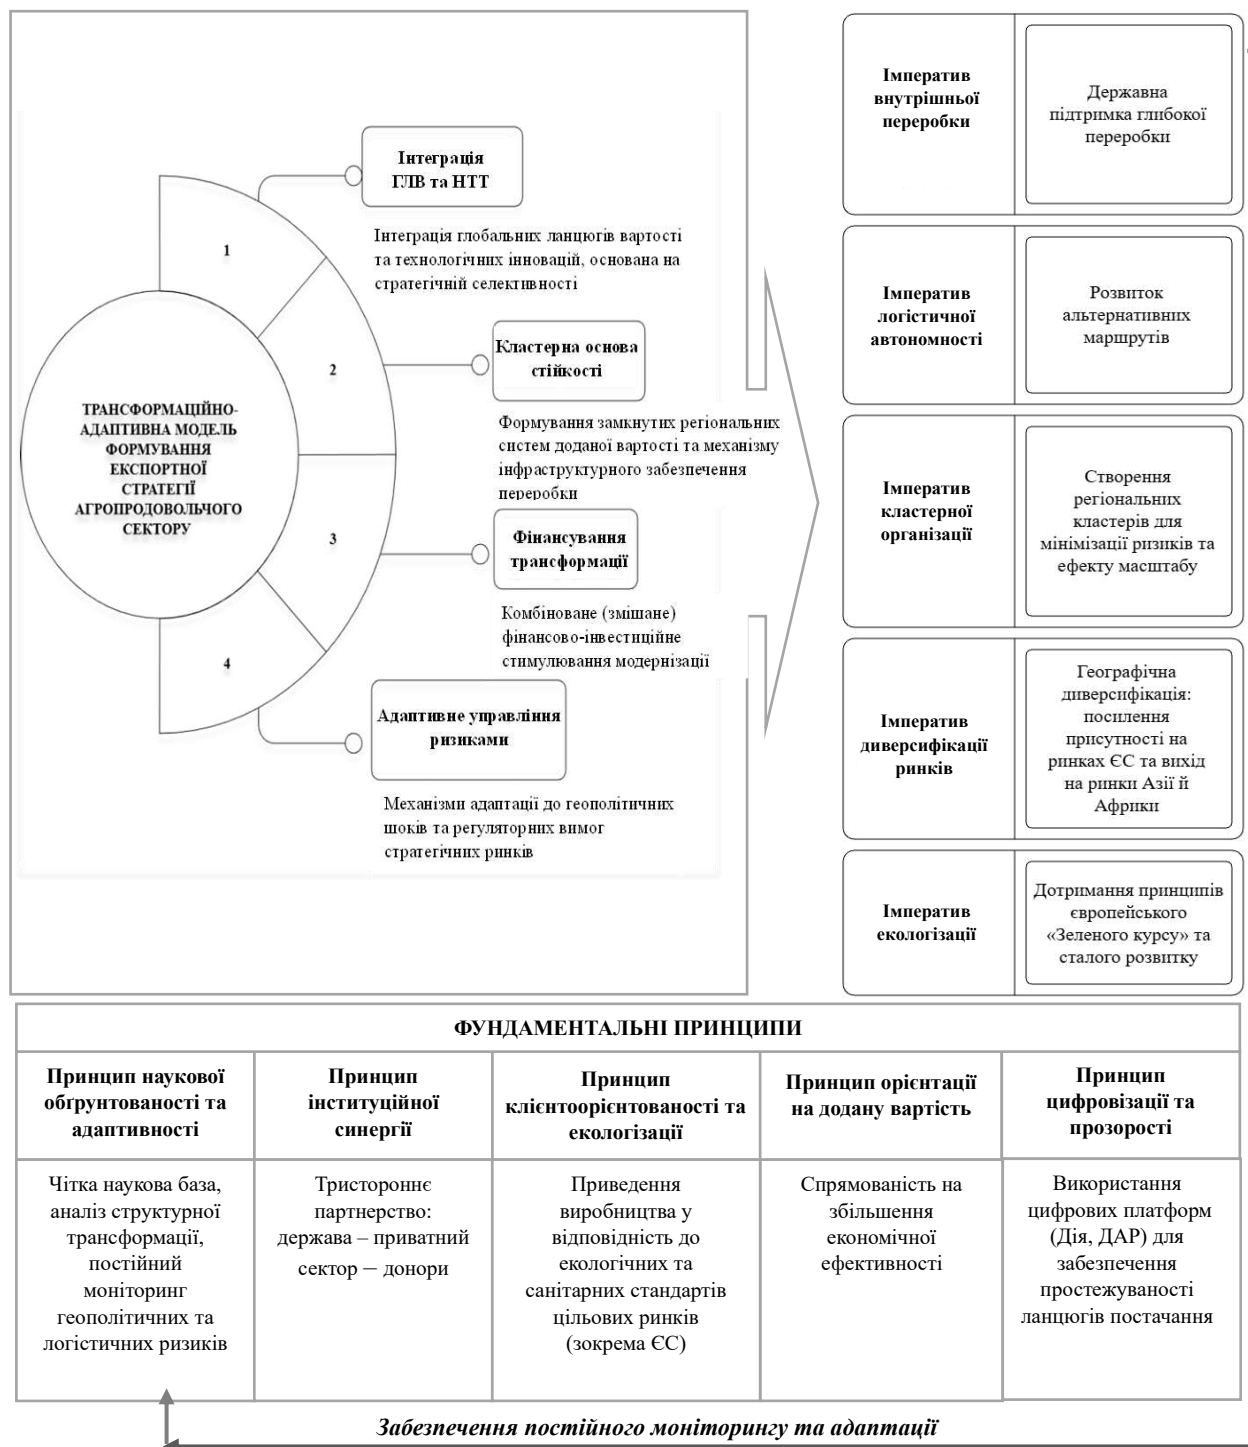 ТРАНСФОРМАЦІЙНО-
АДАПТИВНА МОДЕЛЬ
ФОРМУВАННЯ
ЕКСПОРТНОЇ
СТРАТЕГІЇ
АГРОПРОДОВОЛЬЧОГО
СЕКТОРУ
1
Інтеграція
ГЛВ та НТТ
Інтеграція глобальних ланцюгів вартості
та технологічних інновацій, основана на
стратегічній селективності
2
Кластерна основа
стійкості
Формування замкнутих регіональних
систем доданої вартості та механізму
інфраструктурного забезпечення
переробки
3
Фінансування
трансформації
Комбіноване (змішане)
фінансово-інвестиційне
стимулювання модернізації
4
Адаптивне управління
ризиками
Механізми адаптації до геополітичних
шоків та регуляторних вимог
стратегічних ринків
Імператив
внутрішньої
переробки
Державна
підтримка глибокої
переробки
Імператив
логістичної
автономності
Розвиток
альтернативних
маршрутів
Імператив
кластерної
організації
Створення
регіональних
кластерів для
мінімізації ризиків та
ефекту масштабу
Імператив
диверсифікації
ринків
Географічна
диверсифікація:
посилення
присутності на
ринках ЄС та вихід
на ринки Азії й
Африки
Імператив
екологізації
Дотримання принципів
європейського
«Зеленого курсу» та
сталого розвитку
ФУНДАМЕНТАЛЬНІ ПРИНЦИПИ
Принцип наукової
обґрунтованості та
адаптивності
Принцип
інституційної
синергії
Принцип
клієнтоорієнтованості та
екологізації
Принцип орієнтації
на додану вартість
Принцип
цифровізації та
прозорості
Чітка наукова база,
аналіз структурної
трансформації,
постійний
моніторинг
геополітичних та
логістичних ризиків
Тристороннє
партнерство:
держава – приватний
сектор – донори
Приведення
виробництва у
відповідність до
екологічних та
санітарних стандартів
цільових ринків
(зокрема ЄС)
Спрямованість на
збільшення
економічної
ефективності
Використання
цифрових платформ
(Дія, ДАР) для
забезпечення
простежуваності
ланцюгів постачання
Забезпечення постійного моніторингу та адаптації